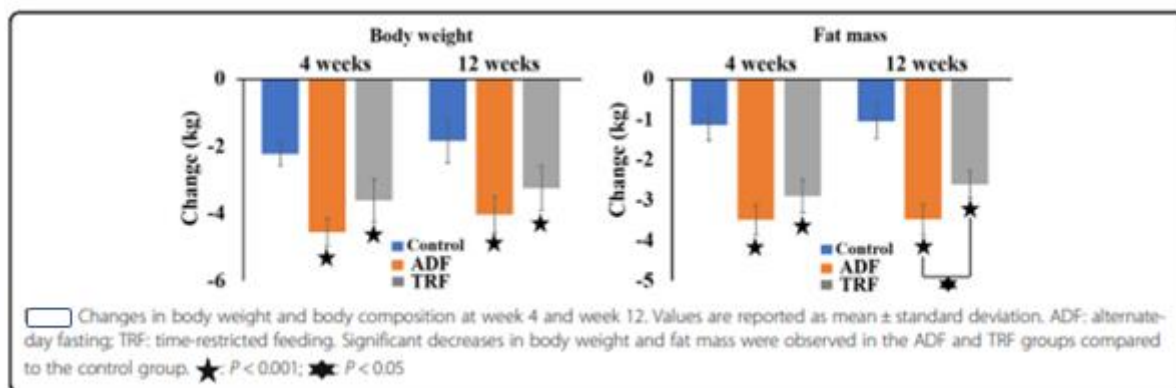 Body weight
4 weeks 12 weeks
0
-2
-4
-6
Change (kg)
Control
ADF
TRF
Fat mass
4 weeks 12 weeks
0
-1
-2
-3
-4
-5
Change (kg)
Control
ADF
TRF
Changes in body weight and body composition at week 4 and week 12. Values are reported as mean ± standard deviation. ADF: alternate-
day fasting; TRF: time-restricted feeding. Significant decreases in body weight and fat mass were observed in the ADF and TRF groups compared
to the control group. ★: P < 0.001; ✶: P < 0.05